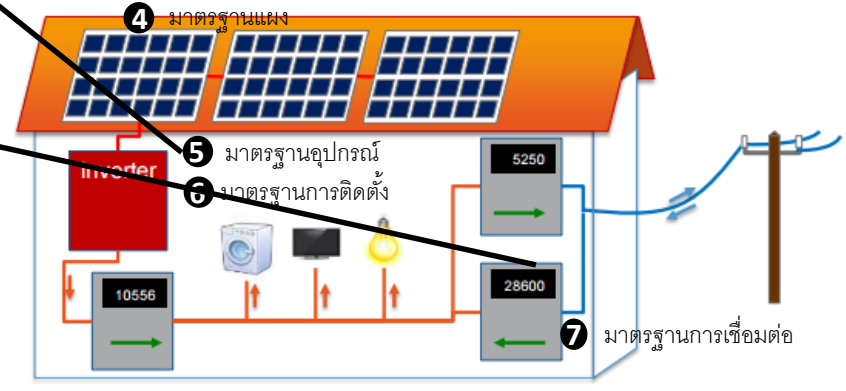 ❹ มาตรฐานแผง
❺ มาตรฐานอุปกรณ์
Inverter
❻ มาตรฐานการติดตั้ง
5250
10556
28600
❼ มาตรฐานการเชื่อมต่อ